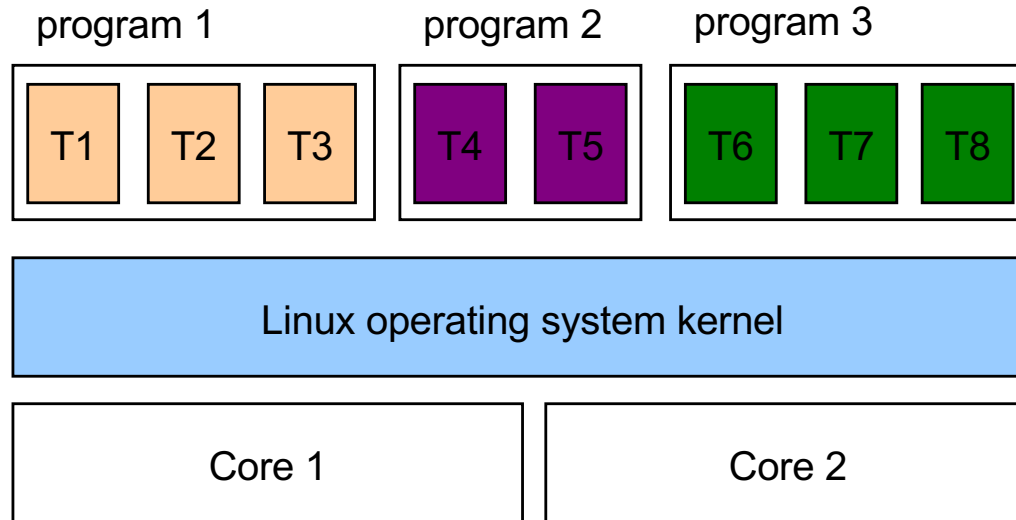 program 1 program 2 program 3
T1 T2 T3 T4 T5 T6 T7 T8
Linux operating system kernel
Core 1 Core 2